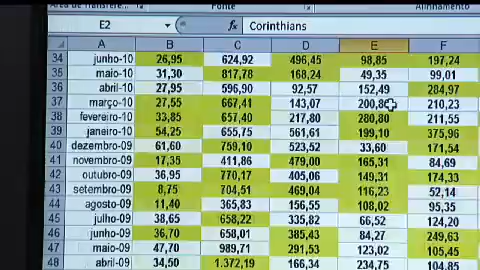 Área de Transferê... Fonte Alinhamento
E2 fx Corinthians
A B C D E F
34 junho-10 26,95 624,92 496,45 98,85 197,24
35 maio-10 31,30 817,78 168,24 49,35 99,01
36 abril-10 27,95 596,90 92,57 152,49 284,97
37 março-10 27,55 667,41 143,07 200,8 210,23
38 fevereiro-10 33,85 657,40 217,80 280,80 211,55
39 janeiro-10 54,25 655,75 561,61 199,10 375,96
40 dezembro-09 61,60 759,10 523,52 33,60 171,54
41 novembro-09 17,35 411,86 479,00 165,31 84,69
42 outubro-09 36,95 770,17 405,06 149,31 174,33
43 setembro-09 8,75 704,51 469,04 116,23 52,14
44 agosto-09 11,40 365,83 156,55 108,02 95,35
45 julho-09 38,65 658,22 335,82 66,52 124,20
46 junho-09 36,70 658,01 385,43 84,27 249,63
47 maio-09 47,70 989,71 291,53 123,02 105,45
48 abril-09 34,50 1.372,19 166,34 234,75 104,85